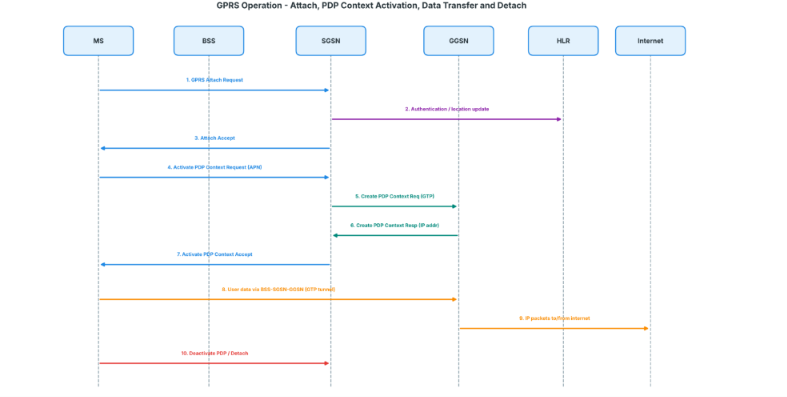 GPRS Operation - Attach, PDP Context Activation, Data Transfer and Detach
MS
BSS
SGSN
GGSN
HLR
Internet
1. GPRS Attach Request
2. Authentication / location update
3. Attach Accept
4. Activate PDP Context Request (APN)
5. Create PDP Context Req (GTP)
6. Create PDP Context Resp (IP addr)
7. Activate PDP Context Accept
8. User data via BSS-SGSN-GGSN (GTP tunnel)
9. IP packets to/from Internet
10. Deactivate PDP / Detach